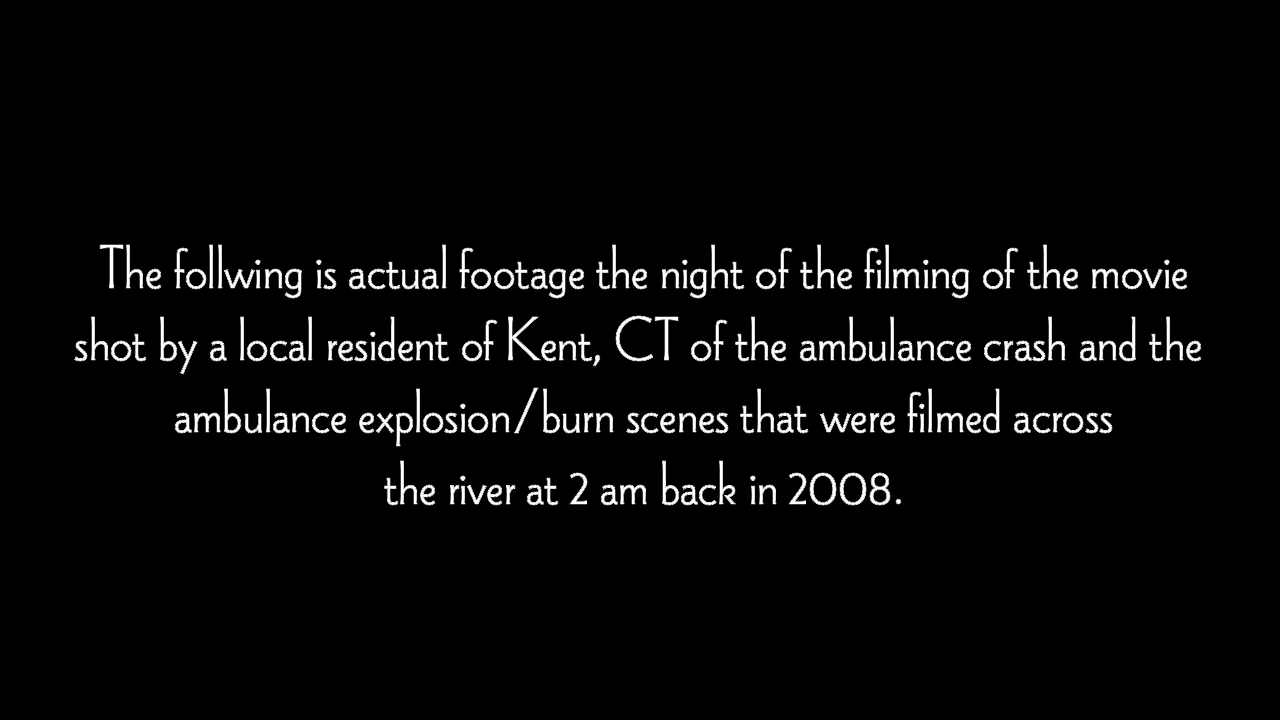 The follwing is actual footage the night of the filming of the movie
shot by a local resident of Kent, CT of the ambulance crash and the
ambulance explosion/burn scenes that were filmed across
the river at 2 am back in 2008.